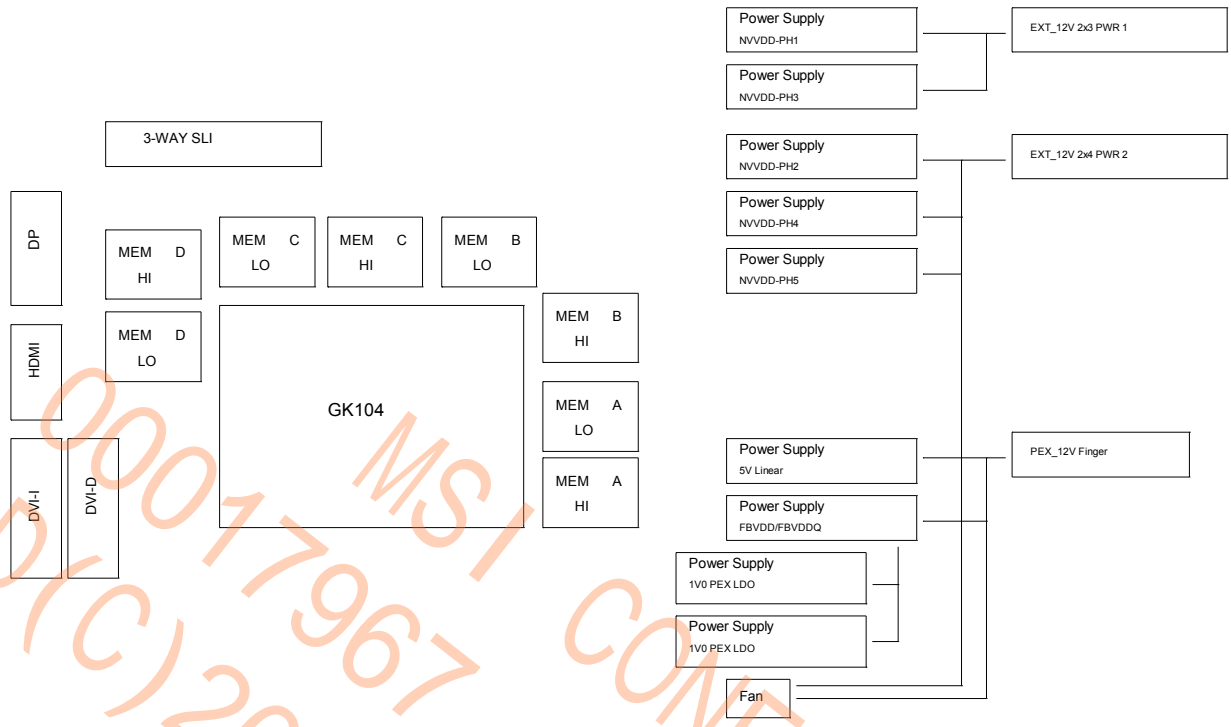 Power Supply
NVVDD-PH1
EXT_12V 2x3 PWR 1
Power Supply
NVVDD-PH3
3-WAY SLI
Power Supply
NVVDD-PH2
EXT_12V 2x4 PWR 2
Power Supply
NVVDD-PH4
Power Supply
NVVDD-PH5
DP
MEM D
HI
MEM C
LO
MEM C
HI
MEM B
LO
MEM B
HI
HDMI
MEM D
LO
GK104
MEM A
LO
MEM A
HI
DVI-I
DVI-D
Power Supply
5V Linear
PEX_12V Finger
Power Supply
FBVDD/FBVDDQ
Power Supply
1V0 PEX LDO
Power Supply
1V0 PEX LDO
Fan
00017967
MSI